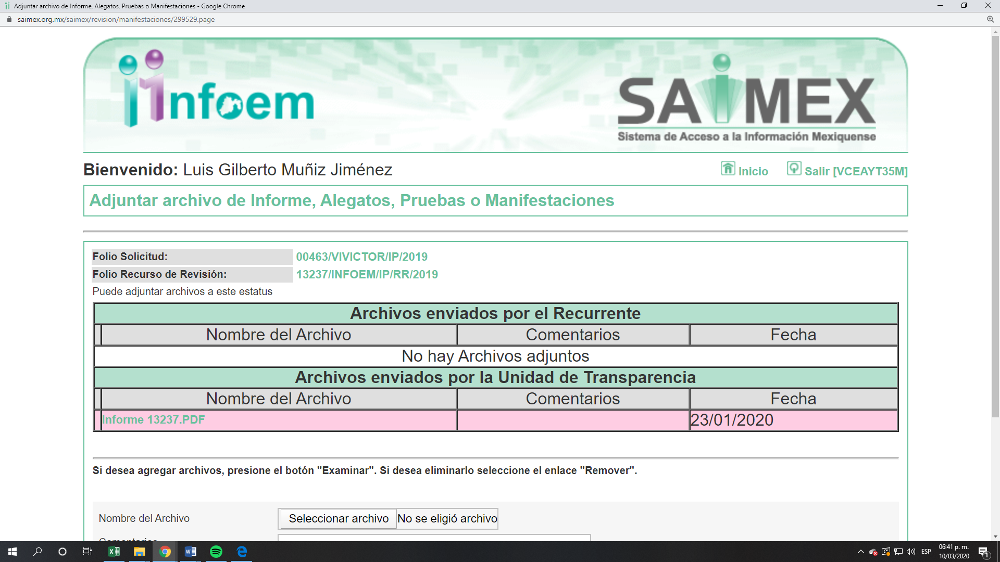 Adjuntar archivo de Informe, Alegatos, Pruebas o Manifestaciones - Google Chrome
saimex.org.mx/saimex/revision/manifestaciones/299529.page
infoem
SAIMEX
Sistema de Acceso a la Información Mexiquense
Bienvenido: Luis Gilberto Muñiz Jiménez
Inicio
Salir [VCEAYT35M]
Adjuntar archivo de Informe, Alegatos, Pruebas o Manifestaciones
Folio Solicitud: 00463/VIVICTOR/IP/2019
Folio Recurso de Revisión: 13237/INFOEM/IP/RR/2019
Puede adjuntar archivos a este estatus
Archivos enviados por el Recurrente
Nombre del Archivo Comentarios Fecha
No hay Archivos adjuntos
Archivos enviados por la Unidad de Transparencia
Nombre del Archivo Comentarios Fecha
Informe 13237.PDF 23/01/2020
Si desea agregar archivos, presione el botón "Examinar". Si desea eliminarlo seleccione el enlace "Remover".
Nombre del Archivo Seleccionar archivo No se eligió archivo
Comentarios
ESP
06:41 p. m.
10/03/2020
1